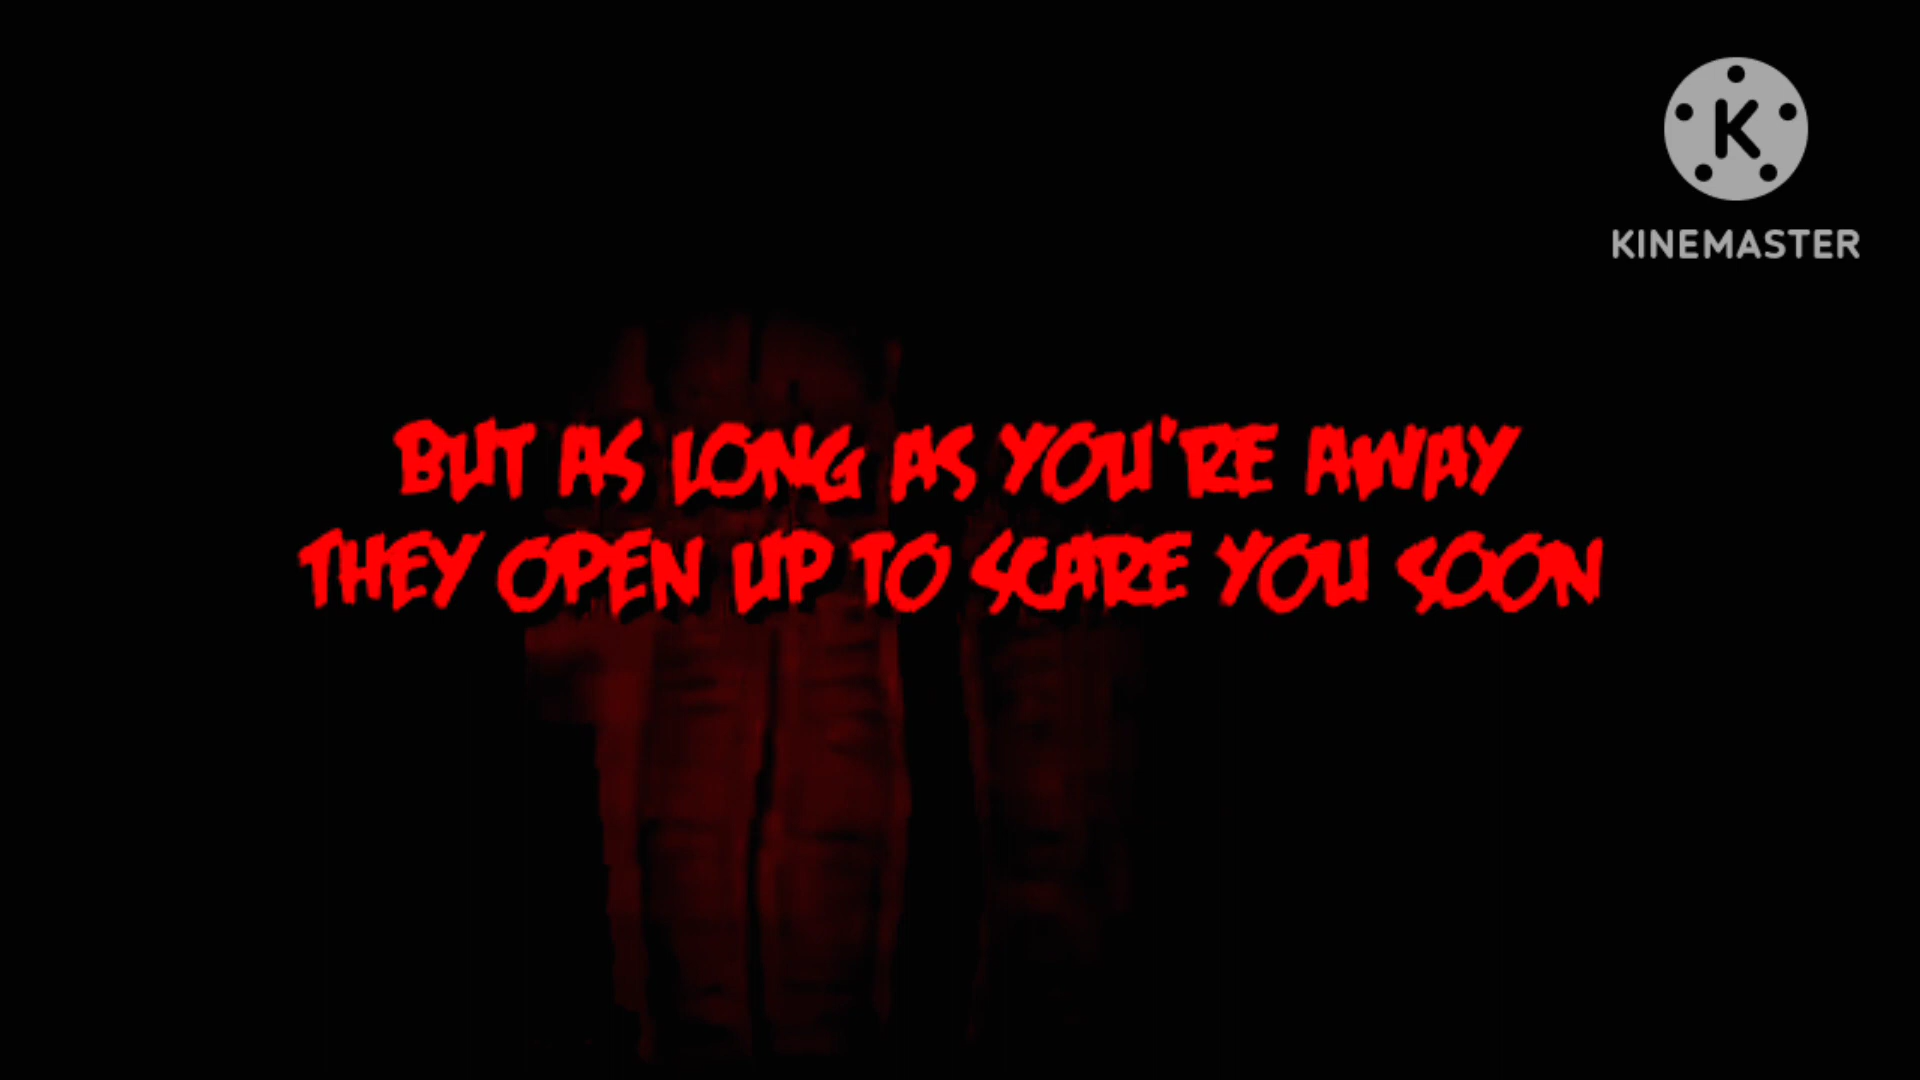 K
KINEMASTER
BUT AS LONG AS YOU'RE AWAY
THEY OPEN UP TO SCARE YOU SOON